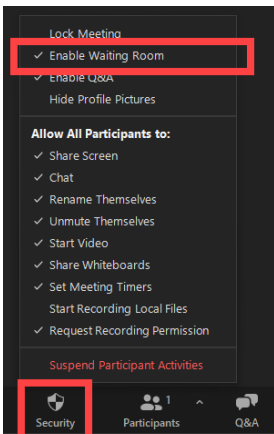 Lock Meeting
Enable Waiting Room
Enable Q&A
Hide Profile Pictures
Allow All Participants to:
Share Screen
Chat
Rename Themselves
Unmute Themselves
Start Video
Share Whiteboards
Set Meeting Timers
Start Recording Local Files
Request Recording Permission
Suspend Participant Activities
1
Security Participants Q&A